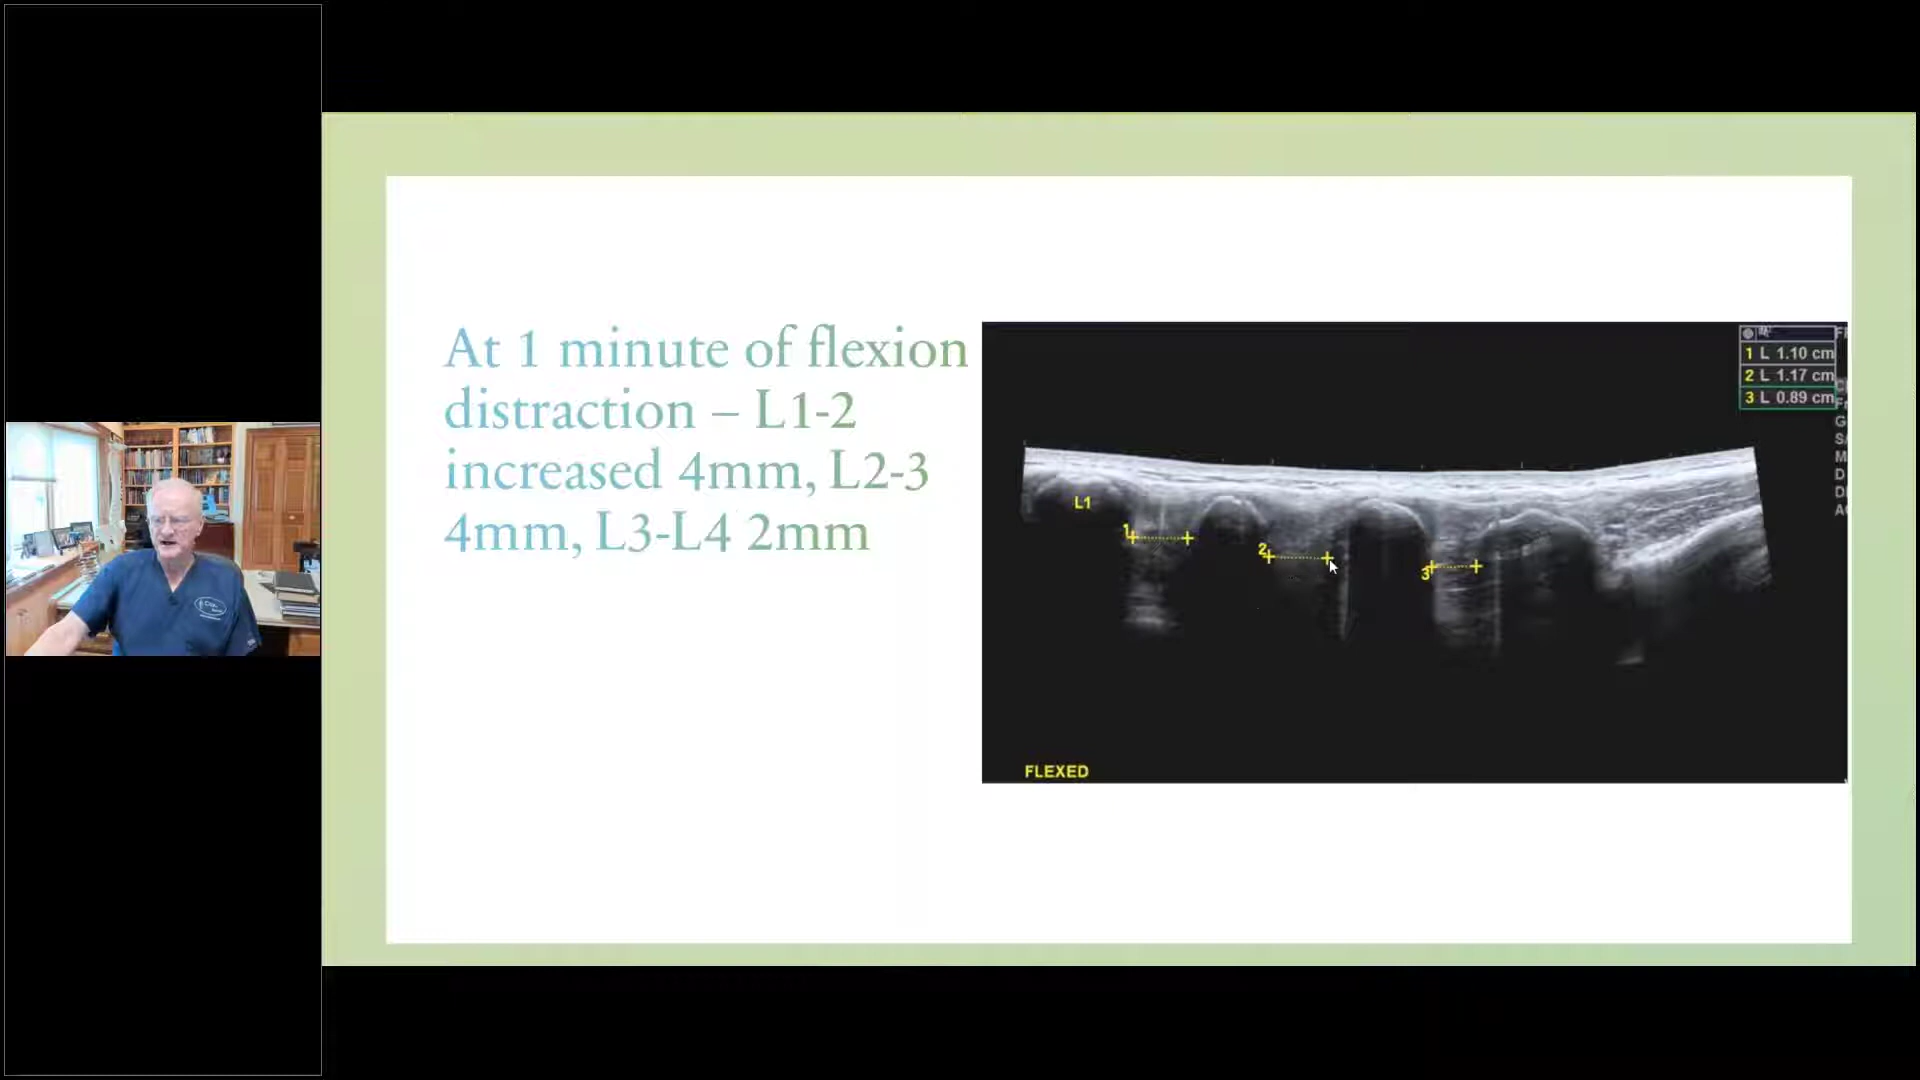 At 1 minute of flexion
distraction – L1-2
increased 4mm, L2-3
4mm, L3-L4 2mm
1 L 1.10 cm
2 L 1.17 cm
3 L 0.89 cm
L1
1
2
3
FLEXED